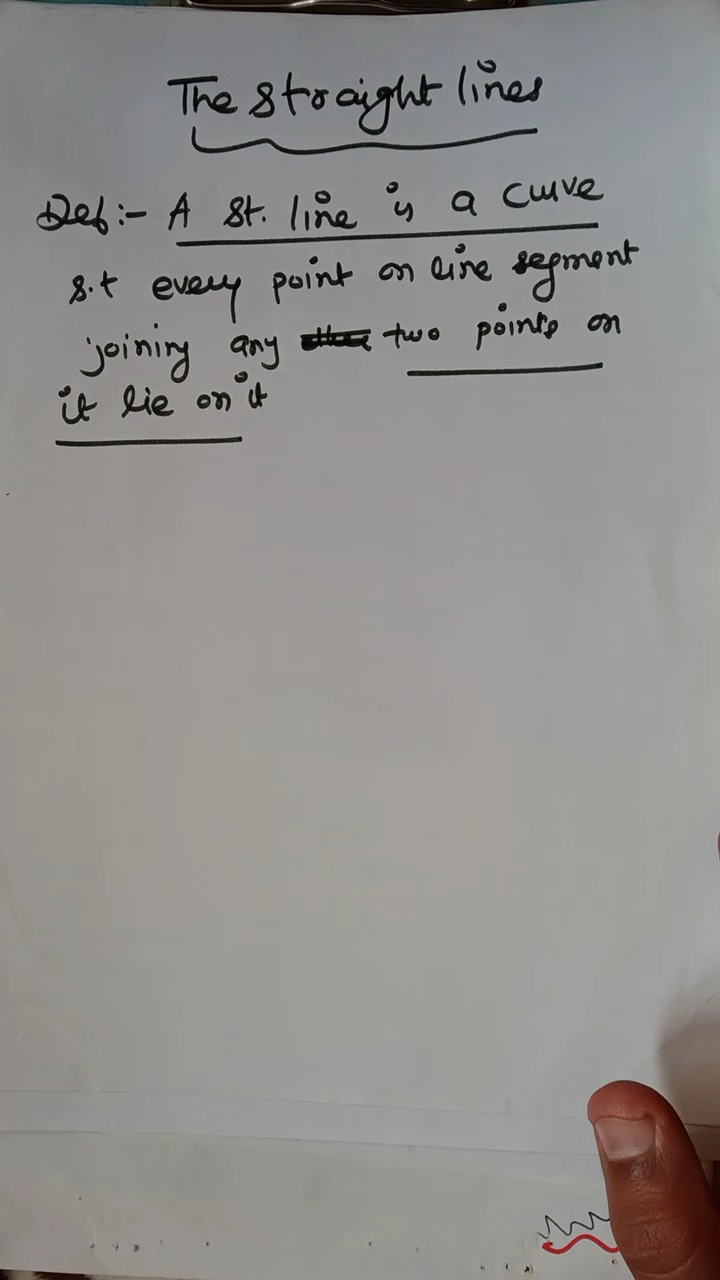 The straight lines
Def:- A st. line is a curve
s.t every point on line segment
joining any two points on
it lie on it